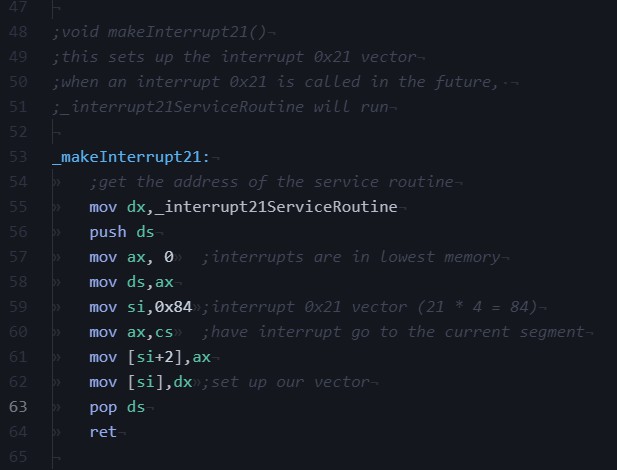 47
48 ;void makeInterrupt21()
49 ;this sets up the interrupt 0x21 vector
50 ;when an interrupt 0x21 is called in the future,
51 ;_interrupt21ServiceRoutine will run
52
53 _makeInterrupt21:
54 ;get the address of the service routine
55 mov dx,_interrupt21ServiceRoutine
56 push ds
57 mov ax, 0 ;interrupts are in lowest memory
58 mov ds,ax
59 mov si,0x84 ;interrupt 0x21 vector (21 * 4 = 84)
60 mov ax,cs ;have interrupt go to the current segment
61 mov [si+2],ax
62 mov [si],dx ;set up our vector
63 pop ds
64 ret
65